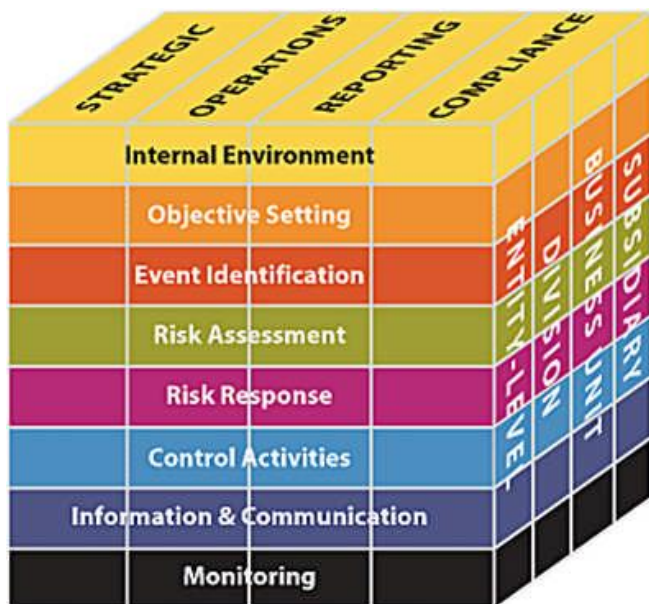 STRATEGIC
OPERATIONS
REPORTING
COMPLIANCE
Internal Environment
Objective Setting
Event Identification
Risk Assessment
Risk Response
Control Activities
Information & Communication
Monitoring
ENTITY-LEVEL
DIVISION
BUSINESS UNIT
SUBSIDIARY